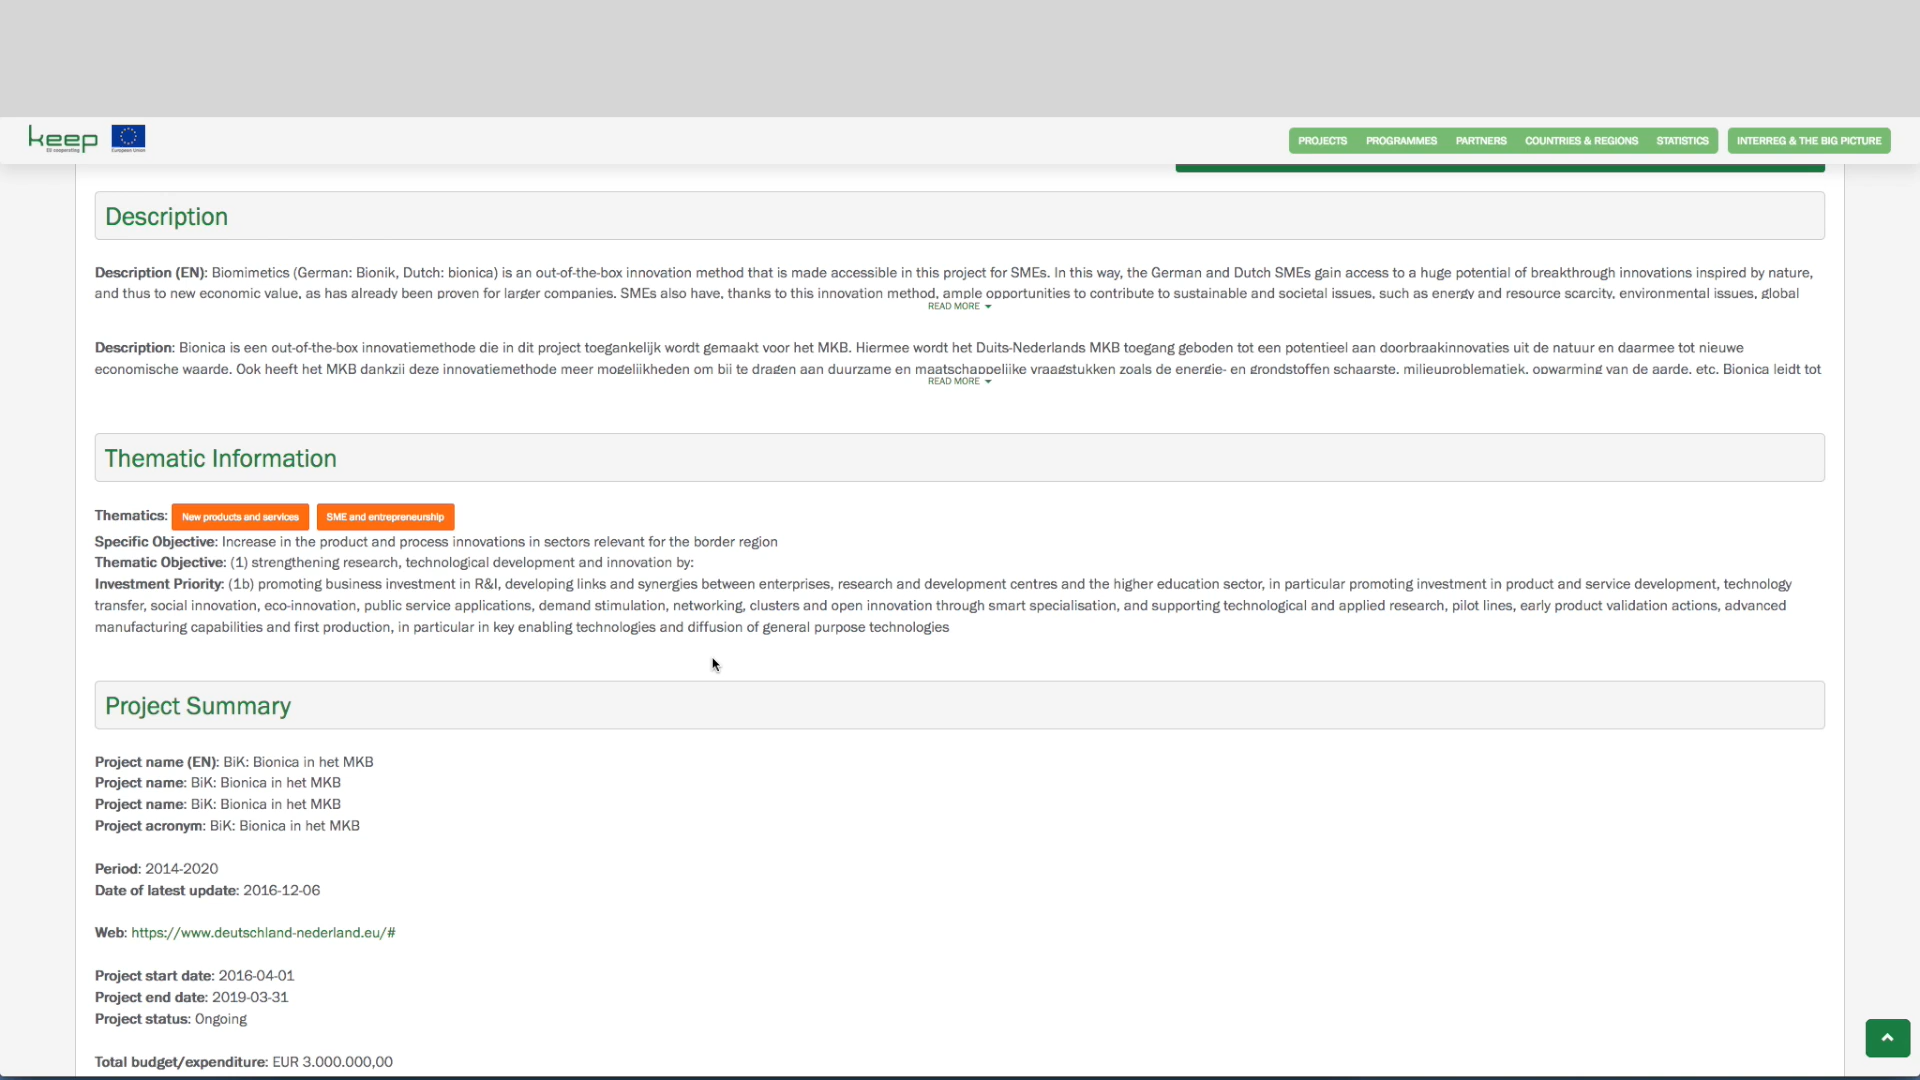 keep
EU cooperating
European Union
PROJECTS PROGRAMMES PARTNERS COUNTRIES & REGIONS STATISTICS INTERREG & THE BIG PICTURE
Description
Description (EN): Biomimetics (German: Bionik, Dutch: bionica) is an out-of-the-box innovation method that is made accessible in this project for SMEs. In this way, the German and Dutch SMEs gain access to a huge potential of breakthrough innovations inspired by nature,
and thus to new economic value, as has already been proven for larger companies. SMEs also have, thanks to this innovation method, ample opportunities to contribute to sustainable and societal issues, such as energy and resource scarcity, environmental issues, global
READ MORE
Description: Bionica is een out-of-the-box innovatiemethode die in dit project toegankelijk wordt gemaakt voor het MKB. Hiermee wordt het Duits-Nederlands MKB toegang geboden tot een potentieel aan doorbraakinnovaties uit de natuur en daarmee tot nieuwe
economische waarde. Ook heeft het MKB dankzij deze innovatiemethode meer mogelijkheden om bij te dragen aan duurzame en maatschappelijke vraagstukken zoals de energie- en grondstoffen schaarste, milieuproblematiek, opwarming van de aarde, etc. Bionica leidt tot
READ MORE
Thematic Information
Thematics: New products and services SME and entrepreneurship
Specific Objective: Increase in the product and process innovations in sectors relevant for the border region
Thematic Objective: (1) strengthening research, technological development and innovation by:
Investment Priority: (1b) promoting business investment in R&I, developing links and synergies between enterprises, research and development centres and the higher education sector, in particular promoting investment in product and service development, technology
transfer, social innovation, eco-innovation, public service applications, demand stimulation, networking, clusters and open innovation through smart specialisation, and supporting technological and applied research, pilot lines, early product validation actions, advanced
manufacturing capabilities and first production, in particular in key enabling technologies and diffusion of general purpose technologies
Project Summary
Project name (EN): BiK: Bionica in het MKB
Project name: BiK: Bionica in het MKB
Project name: BiK: Bionica in het MKB
Project acronym: BiK: Bionica in het MKB
Period: 2014-2020
Date of latest update: 2016-12-06
Web: https://www.deutschland-nederland.eu/#
Project start date: 2016-04-01
Project end date: 2019-03-31
Project status: Ongoing
Total budget/expenditure: EUR 3.000.000,00